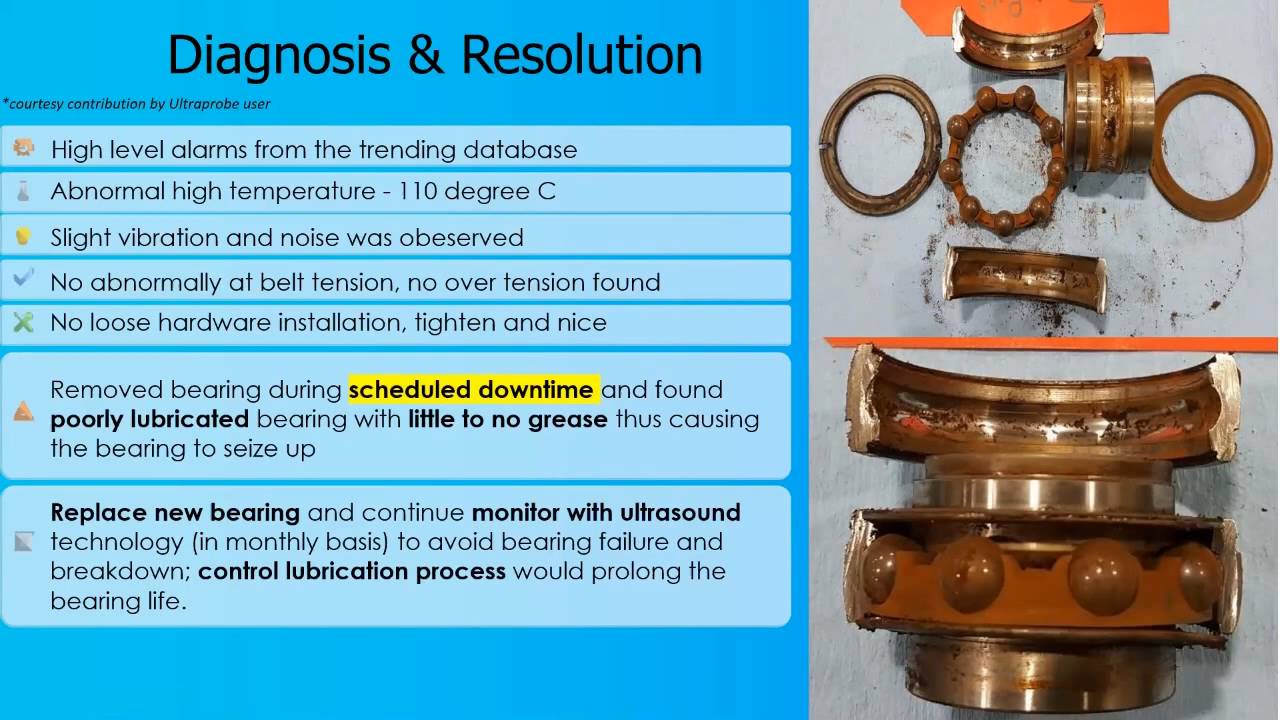 Diagnosis & Resolution
*courtesy contribution by Ultraprobe user
High level alarms from the trending database
Abnormal high temperature - 110 degree C
Slight vibration and noise was obeserved
No abnormally at belt tension, no over tension found
No loose hardware installation, tighten and nice
Removed bearing during scheduled downtime and found
poorly lubricated bearing with little to no grease thus causing
the bearing to seize up
Replace new bearing and continue monitor with ultrasound
technology (in monthly basis) to avoid bearing failure and
breakdown; control lubrication process would prolong the
bearing life.